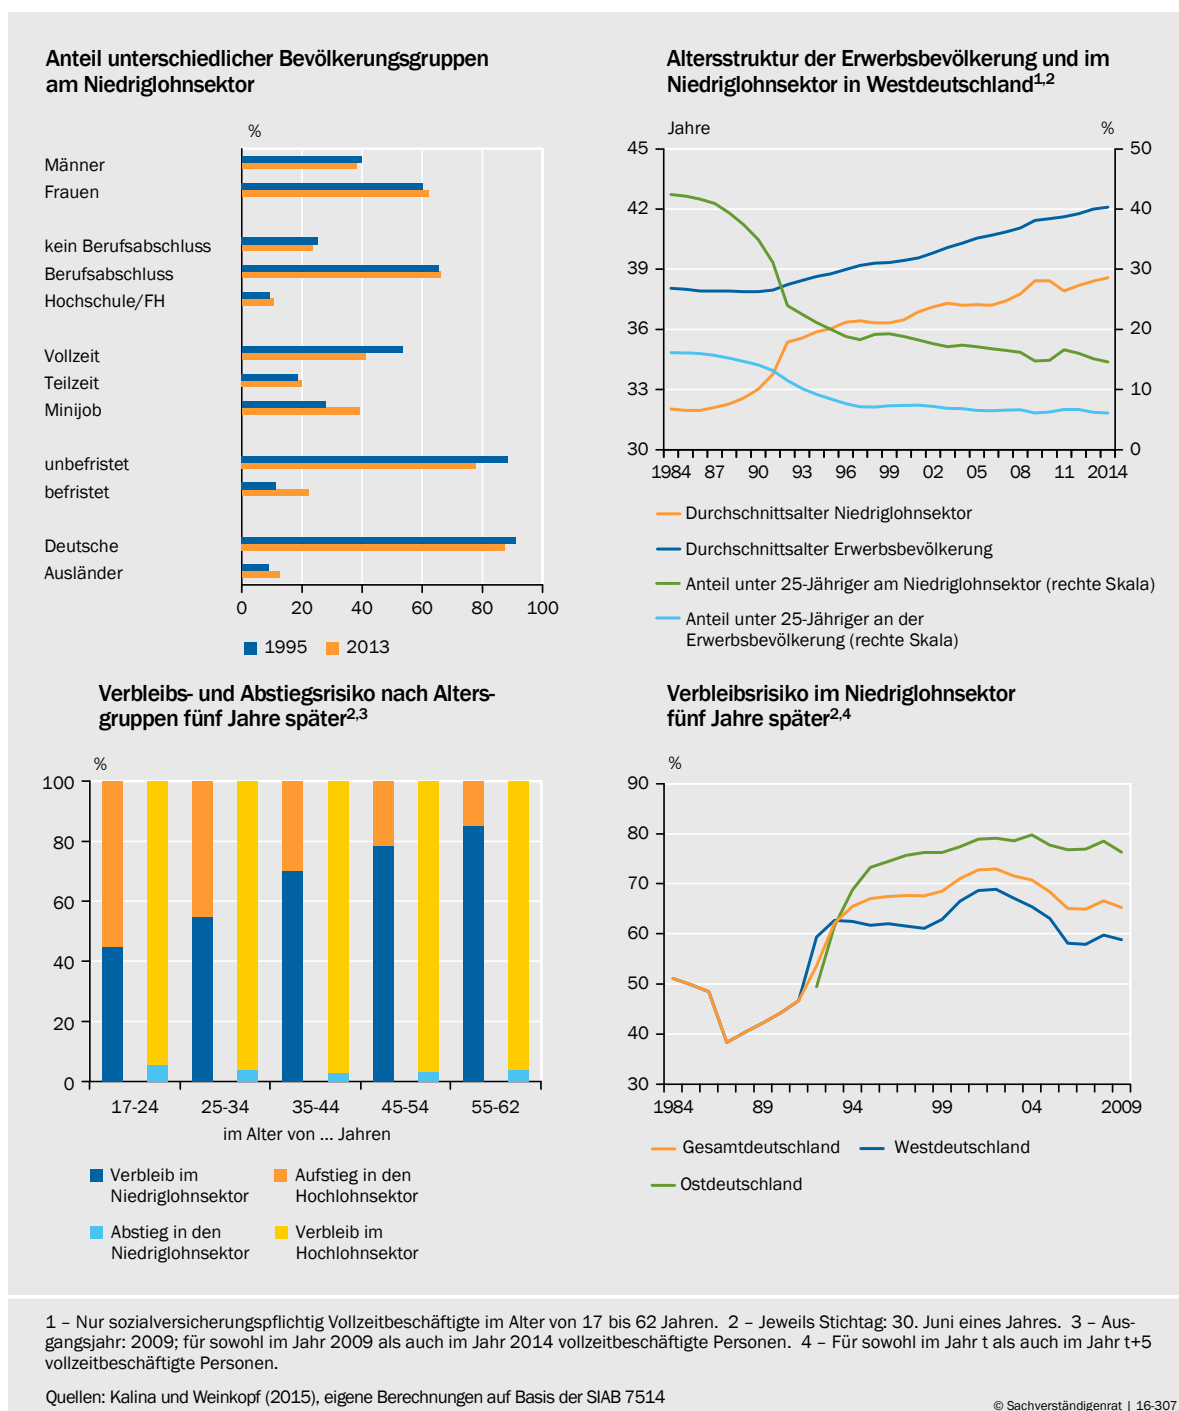 Anteil unterschiedlicher Bevölkerungsgruppen
am Niedriglohnsektor
%
Männer
Frauen
kein Berufsabschluss
Berufsabschluss
Hochschule/FH
Vollzeit
Teilzeit
Minijob
unbefristet
befristet
Deutsche
Ausländer
0 20 40 60 80 100
1995 2013
Altersstruktur der Erwerbsbevölkerung und im
Niedriglohnsektor in Westdeutschland1,2
Jahre %
45 50
42 40
39 30
36 20
33 10
30 0
1984 87 90 93 96 99 02 05 08 11 2014
Durchschnittsalter Niedriglohnsektor
Durchschnittsalter Erwerbsbevölkerung
Anteil unter 25-Jähriger am Niedriglohnsektor (rechte Skala)
Anteil unter 25-Jähriger an der
Erwerbsbevölkerung (rechte Skala)
Verbleibs- und Abstiegsrisiko nach Alters-
gruppen fünf Jahre später2,3
%
100
80
60
40
20
0
17-24 25-34 35-44 45-54 55-62
im Alter von ... Jahren
Verbleib im
Niedriglohnsektor
Aufstieg in den
Hochlohnsektor
Abstieg in den
Niedriglohnsektor
Verbleib im
Hochlohnsektor
Verbleibsrisiko im Niedriglohnsektor
fünf Jahre später2,4
%
90
80
70
60
50
40
30
1984 89 94 99 04 2009
Gesamtdeutschland Westdeutschland
Ostdeutschland
1 – Nur sozialversicherungspflichtig Vollzeitbeschäftigte im Alter von 17 bis 62 Jahren. 2 – Jeweils Stichtag: 30. Juni eines Jahres. 3 – Aus-
gangsjahr: 2009; für sowohl im Jahr 2009 als auch im Jahr 2014 vollzeitbeschäftigte Personen. 4 – Für sowohl im Jahr t als auch im Jahr t+5
vollzeitbeschäftigte Personen.
Quellen: Kalina und Weinkopf (2015), eigene Berechnungen auf Basis der SIAB 7514
© Sachverständigenrat | 16-307